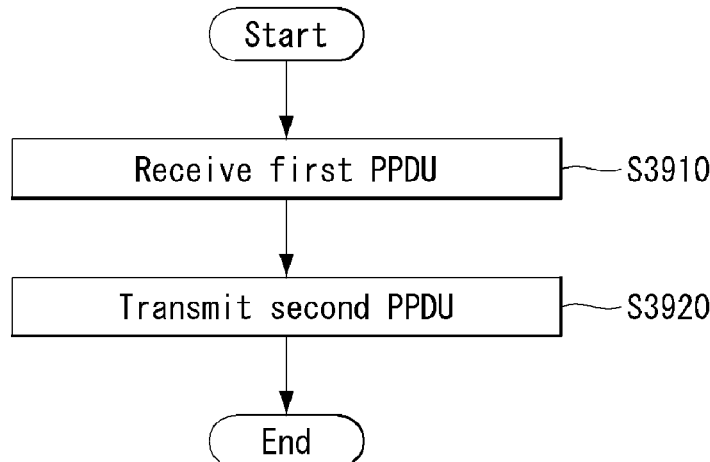 Start
Receive first PPDU
S3910
Transmit second PPDU
S3920
End